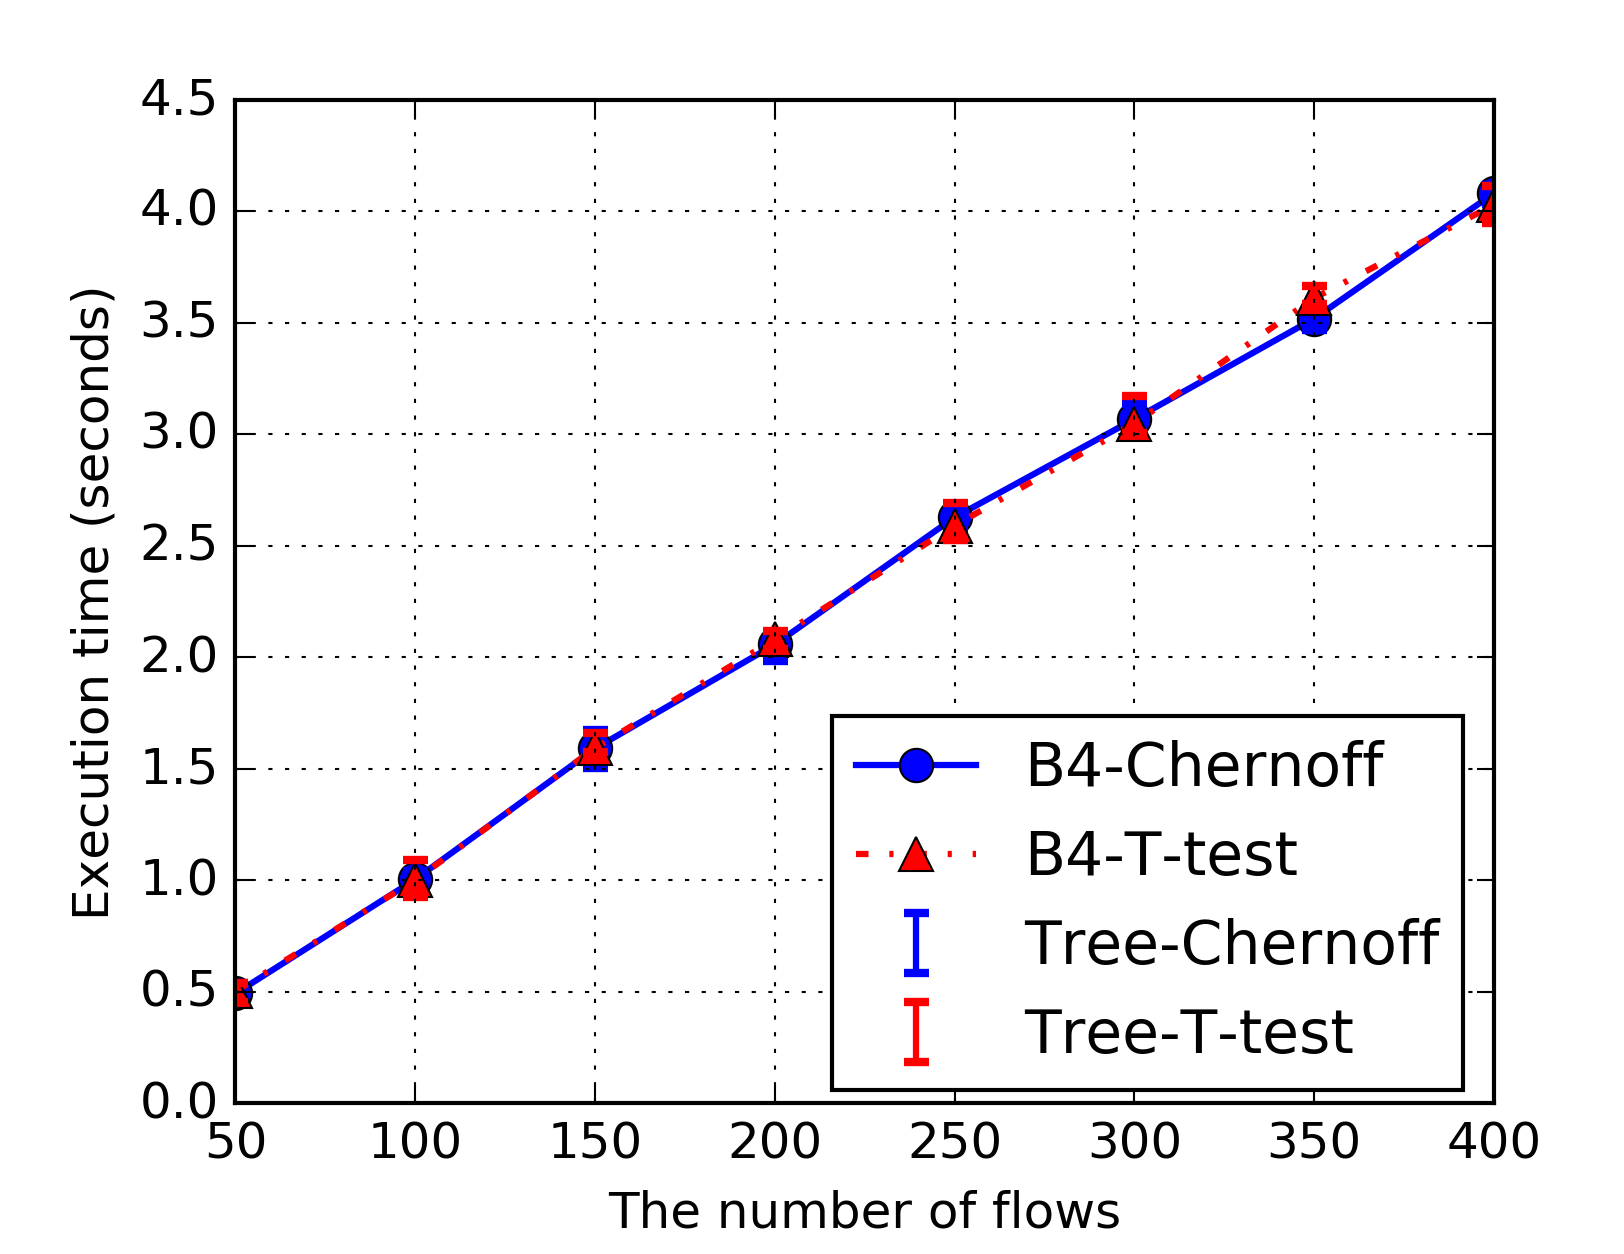 4.5
4.0
3.5
3.0
2.5
2.0
1.5
1.0
0.5
0.0
Execution time (seconds)
B4-Chernoff
B4-T-test
Tree-Chernoff
Tree-T-test
50 100 150 200 250 300 350 400
The number of flows